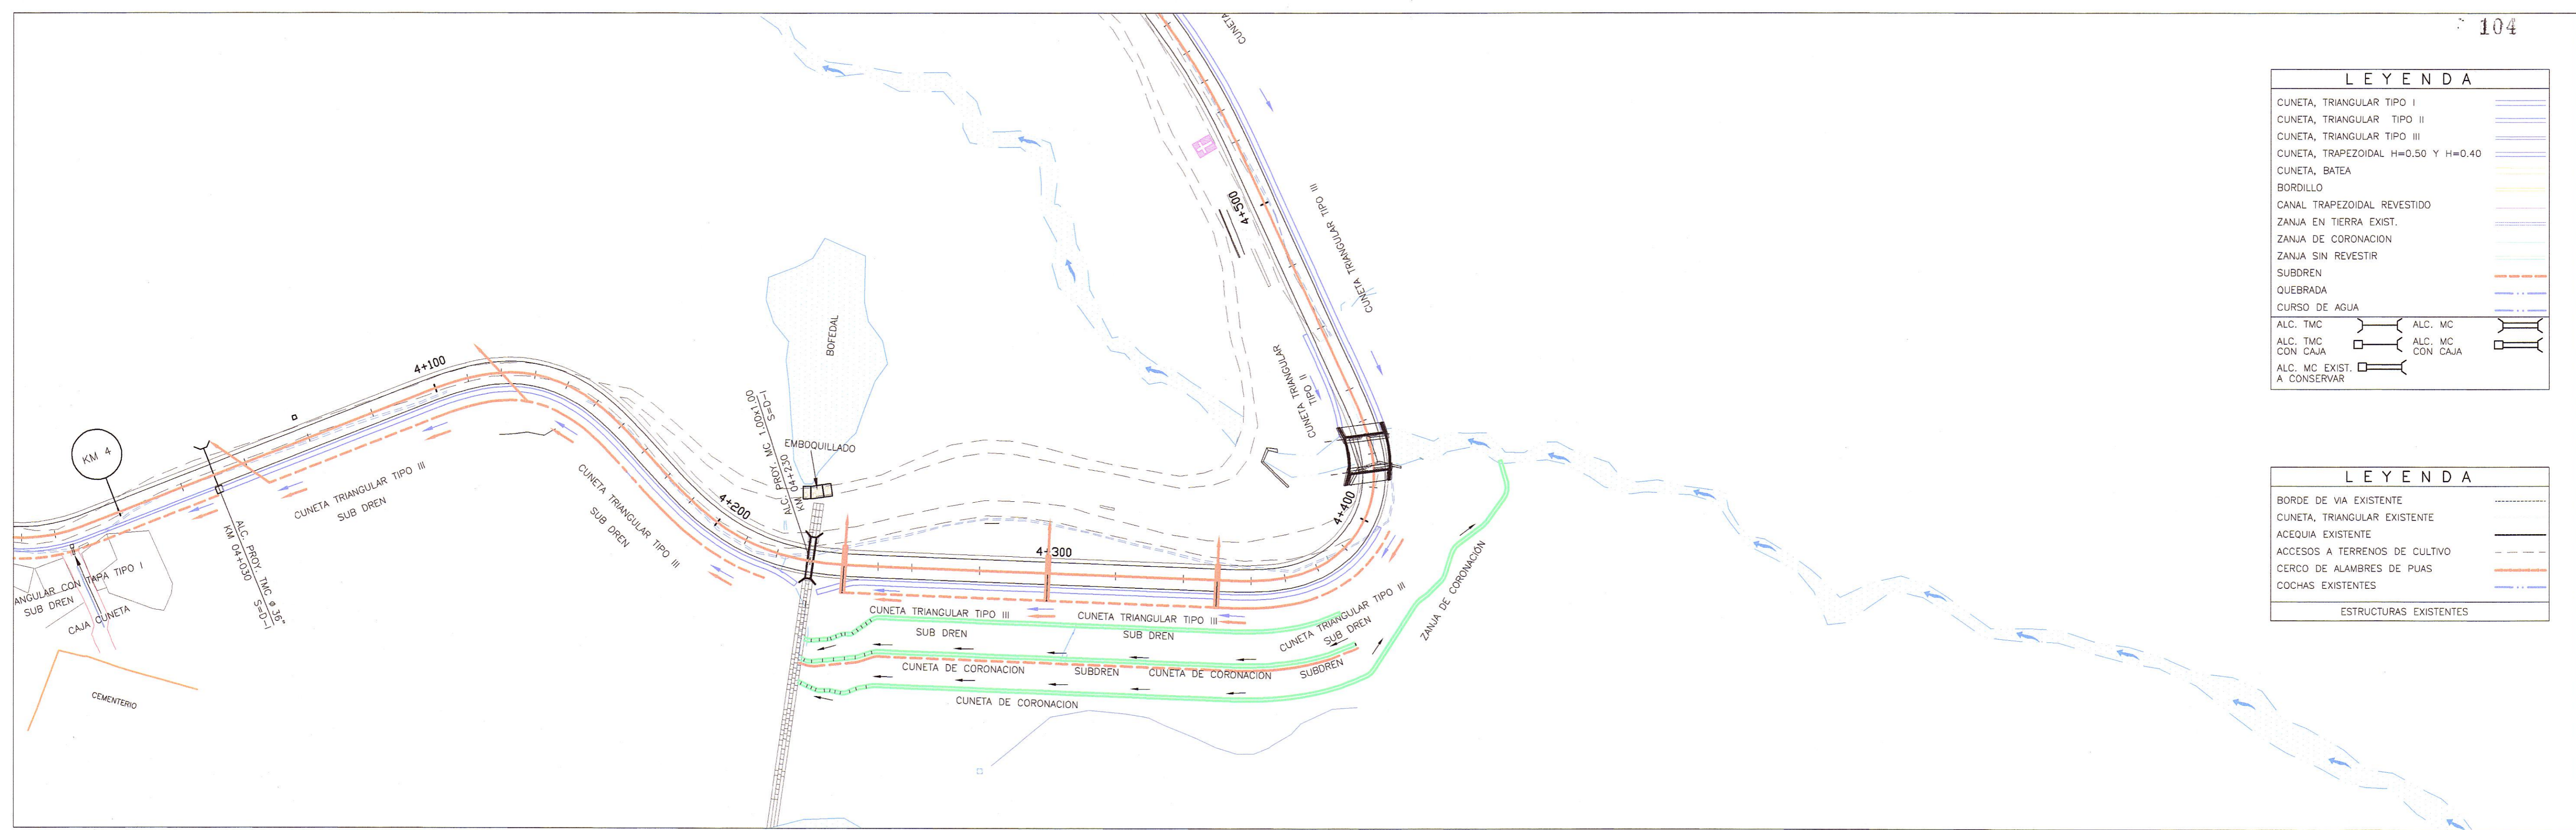 104
LEYENDA
CUNETA, TRIANGULAR TIPO I
CUNETA, TRIANGULAR TIPO II
CUNETA, TRIANGULAR TIPO III
CUNETA, TRAPEZOIDAL H=0.50 Y H=0.40
CUNETA, BATEA
BORDILLO
CANAL TRAPEZOIDAL REVESTIDO
ZANJA EN TIERRA EXIST.
ZANJA DE CORONACION
ZANJA SIN REVESTIR
SUBDREN
QUEBRADA
CURSO DE AGUA
ALC. TMC
ALC. MC
ALC. TMC
CON CAJA
ALC. MC
CON CAJA
ALC. MC EXIST.
A CONSERVAR
LEYENDA
BORDE DE VIA EXISTENTE
CUNETA, TRIANGULAR EXISTENTE
ACEQUIA EXISTENTE
ACCESOS A TERRENOS DE CULTIVO
CERCO DE ALAMBRES DE PUAS
COCHAS EXISTENTES
ESTRUCTURAS EXISTENTES
CUNETA
4+500
CUNETA TRIANGULAR TIPO III
CUNETA TRIANGULAR
TIPO II
BOFEDAL
4+100
KM 4
CUNETA TRIANGULAR TIPO III
SUB DREN
ALC. PROY. TMC ø 36"
KM 04+030
S=D-I
ANGULAR CON TAPA TIPO I
SUB DREN
CAJA CUNETA
CEMENTERIO
CUNETA TRIANGULAR TIPO III
SUB DREN
4+200
ALC. PROY. MC 1.00x1.00
KM 04+230
S=D-I
EMBOQUILLADO
4+300
4+400
CUNETA TRIANGULAR TIPO III
SUB DREN
CUNETA TRIANGULAR TIPO III
SUB DREN
CUNETA TRIANGULAR TIPO III
SUB DREN
CUNETA DE CORONACION
SUBDREN
CUNETA DE CORONACION
SUBDREN
CUNETA DE CORONACION
ZANJA DE CORONACIÓN